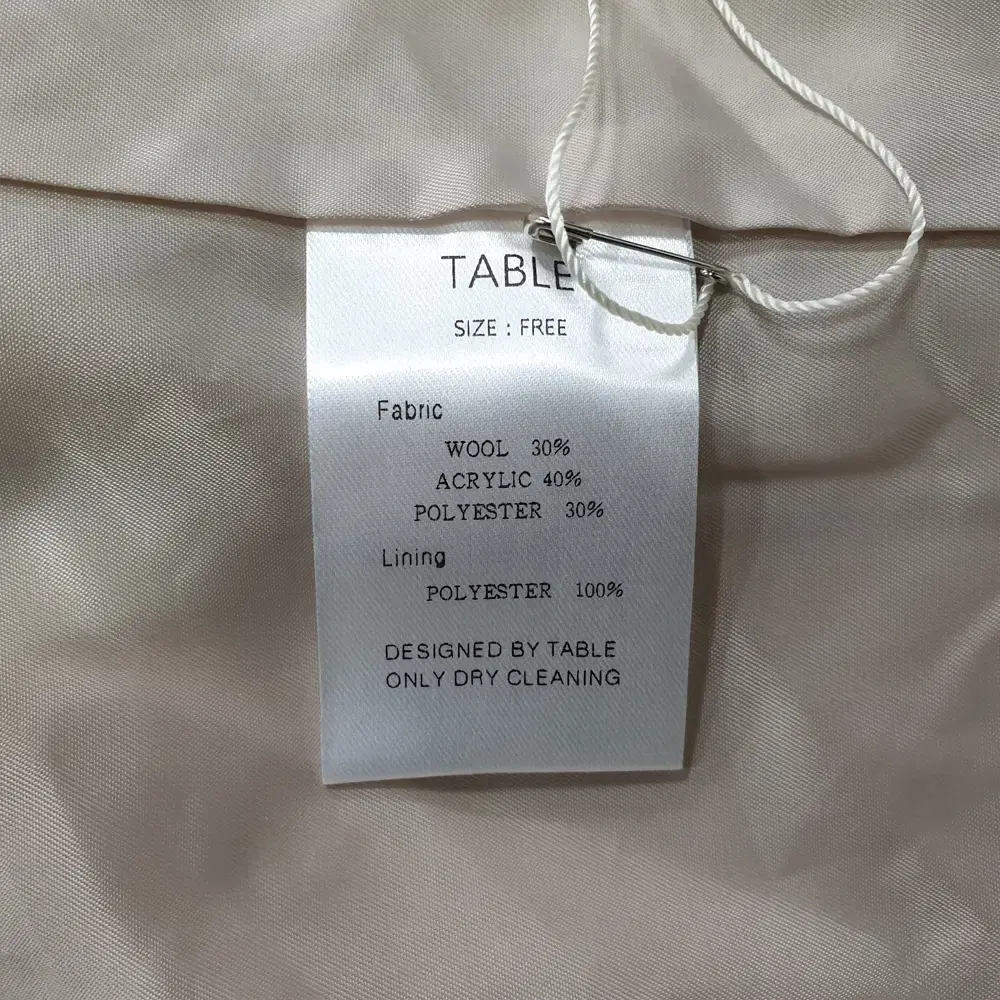 TABLE
SIZE : FREE
Fabric
WOOL 30%
ACRYLIC 40%
POLYESTER 30%
Lining
POLYESTER 100%
DESIGNED BY TABLE
ONLY DRY CLEANING